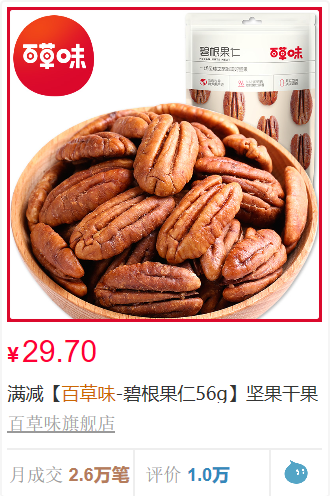 百草味
碧根果仁
百草味
¥29.70
满减【百草味-碧根果仁56g】坚果干果
百草味旗舰店
月成交 2.6万笔
评价 1.0万